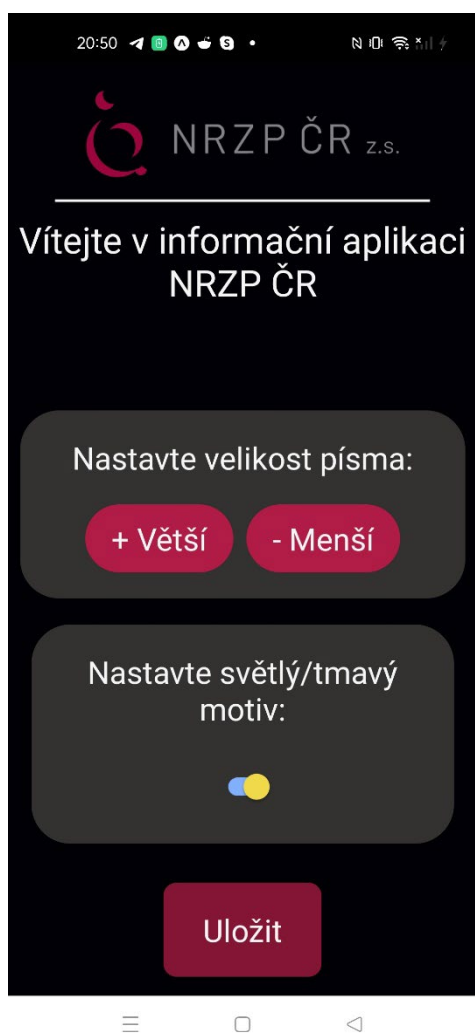 20:50
NRZP ČR z.s.
Vítejte v informační aplikaci
NRZP ČR
Nastavte velikost písma:
+ Větší
- Menší
Nastavte světlý/tmavý
motiv:
Uložit